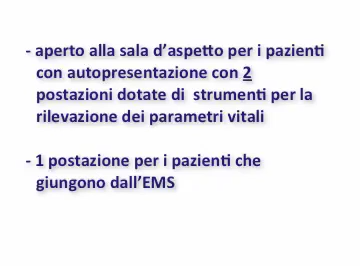 - aperto alla sala d’aspetto per i pazienti
con autopresentazione con 2
postazioni dotate di strumenti per la
rilevazione dei parametri vitali
- 1 postazione per i pazienti che
giungono dall’EMS